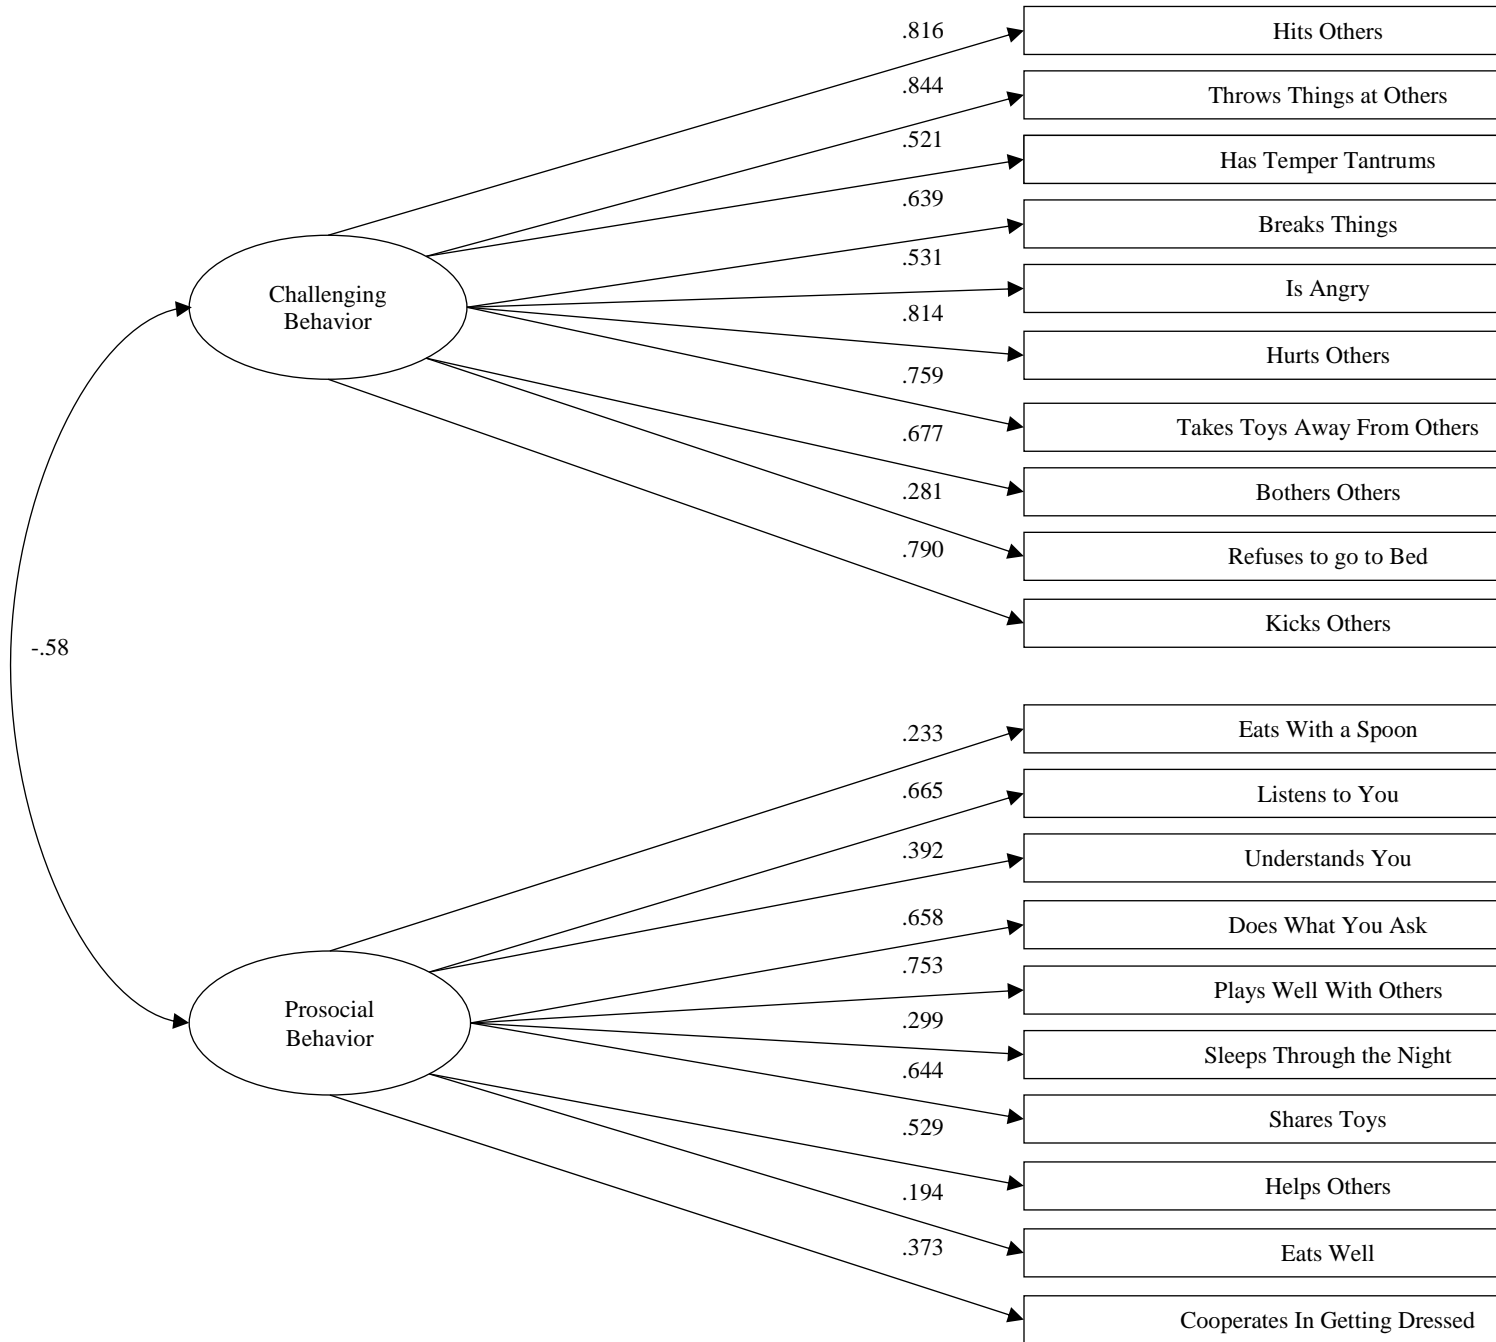 .816
Hits Others
.844
Throws Things at Others
.521
Has Temper Tantrums
.639
Breaks Things
.531
Is Angry
Challenging
Behavior
.814
Hurts Others
.759
Takes Toys Away From Others
.677
Bothers Others
.281
Refuses to go to Bed
.790
Kicks Others
-.58
.233
Eats With a Spoon
.665
Listens to You
.392
Understands You
.658
Does What You Ask
.753
Plays Well With Others
Prosocial
Behavior
.299
Sleeps Through the Night
.644
Shares Toys
.529
Helps Others
.194
Eats Well
.373
Cooperates In Getting Dressed